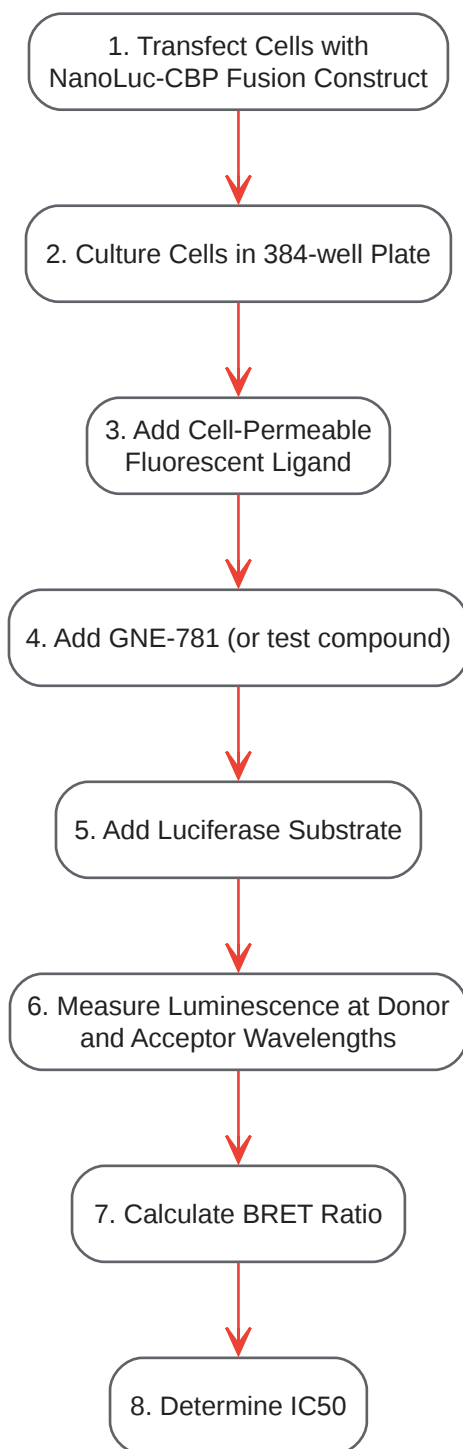 1. Transfect Cells with
NanoLuc-CBP Fusion Construct
2. Culture Cells in 384-well Plate
3. Add Cell-Permeable
Fluorescent Ligand
4. Add GNE-781 (or test compound)
5. Add Luciferase Substrate
6. Measure Luminescence at Donor
and Acceptor Wavelengths
7. Calculate BRET Ratio
8. Determine IC50